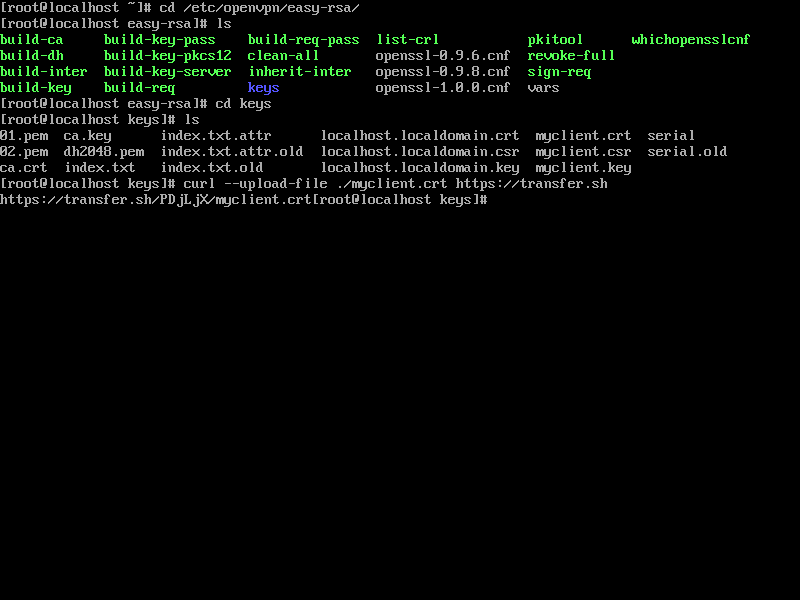 [root@localhost ~]# cd /etc/openvpn/easy-rsa/
[root@localhost easy-rsa]# ls
build-ca     build-key-pass    build-req-pass  list-crl           pkitool      whichopensslcnf
build-dh     build-key-pkcs12  clean-all       openssl-0.9.6.cnf  revoke-full
build-inter  build-key-server  inherit-inter   openssl-0.9.8.cnf  sign-req
build-key    build-req         keys            openssl-1.0.0.cnf  vars
[root@localhost easy-rsa]# cd keys
[root@localhost keys]# ls
01.pem  ca.key      index.txt.attr      localhost.localdomain.crt  myclient.crt  serial
02.pem  dh2048.pem  index.txt.attr.old  localhost.localdomain.csr  myclient.csr  serial.old
ca.crt  index.txt   index.txt.old       localhost.localdomain.key  myclient.key
[root@localhost keys]# curl --upload-file ./myclient.crt https://transfer.sh
https://transfer.sh/PDjLjX/myclient.crt[root@localhost keys]#